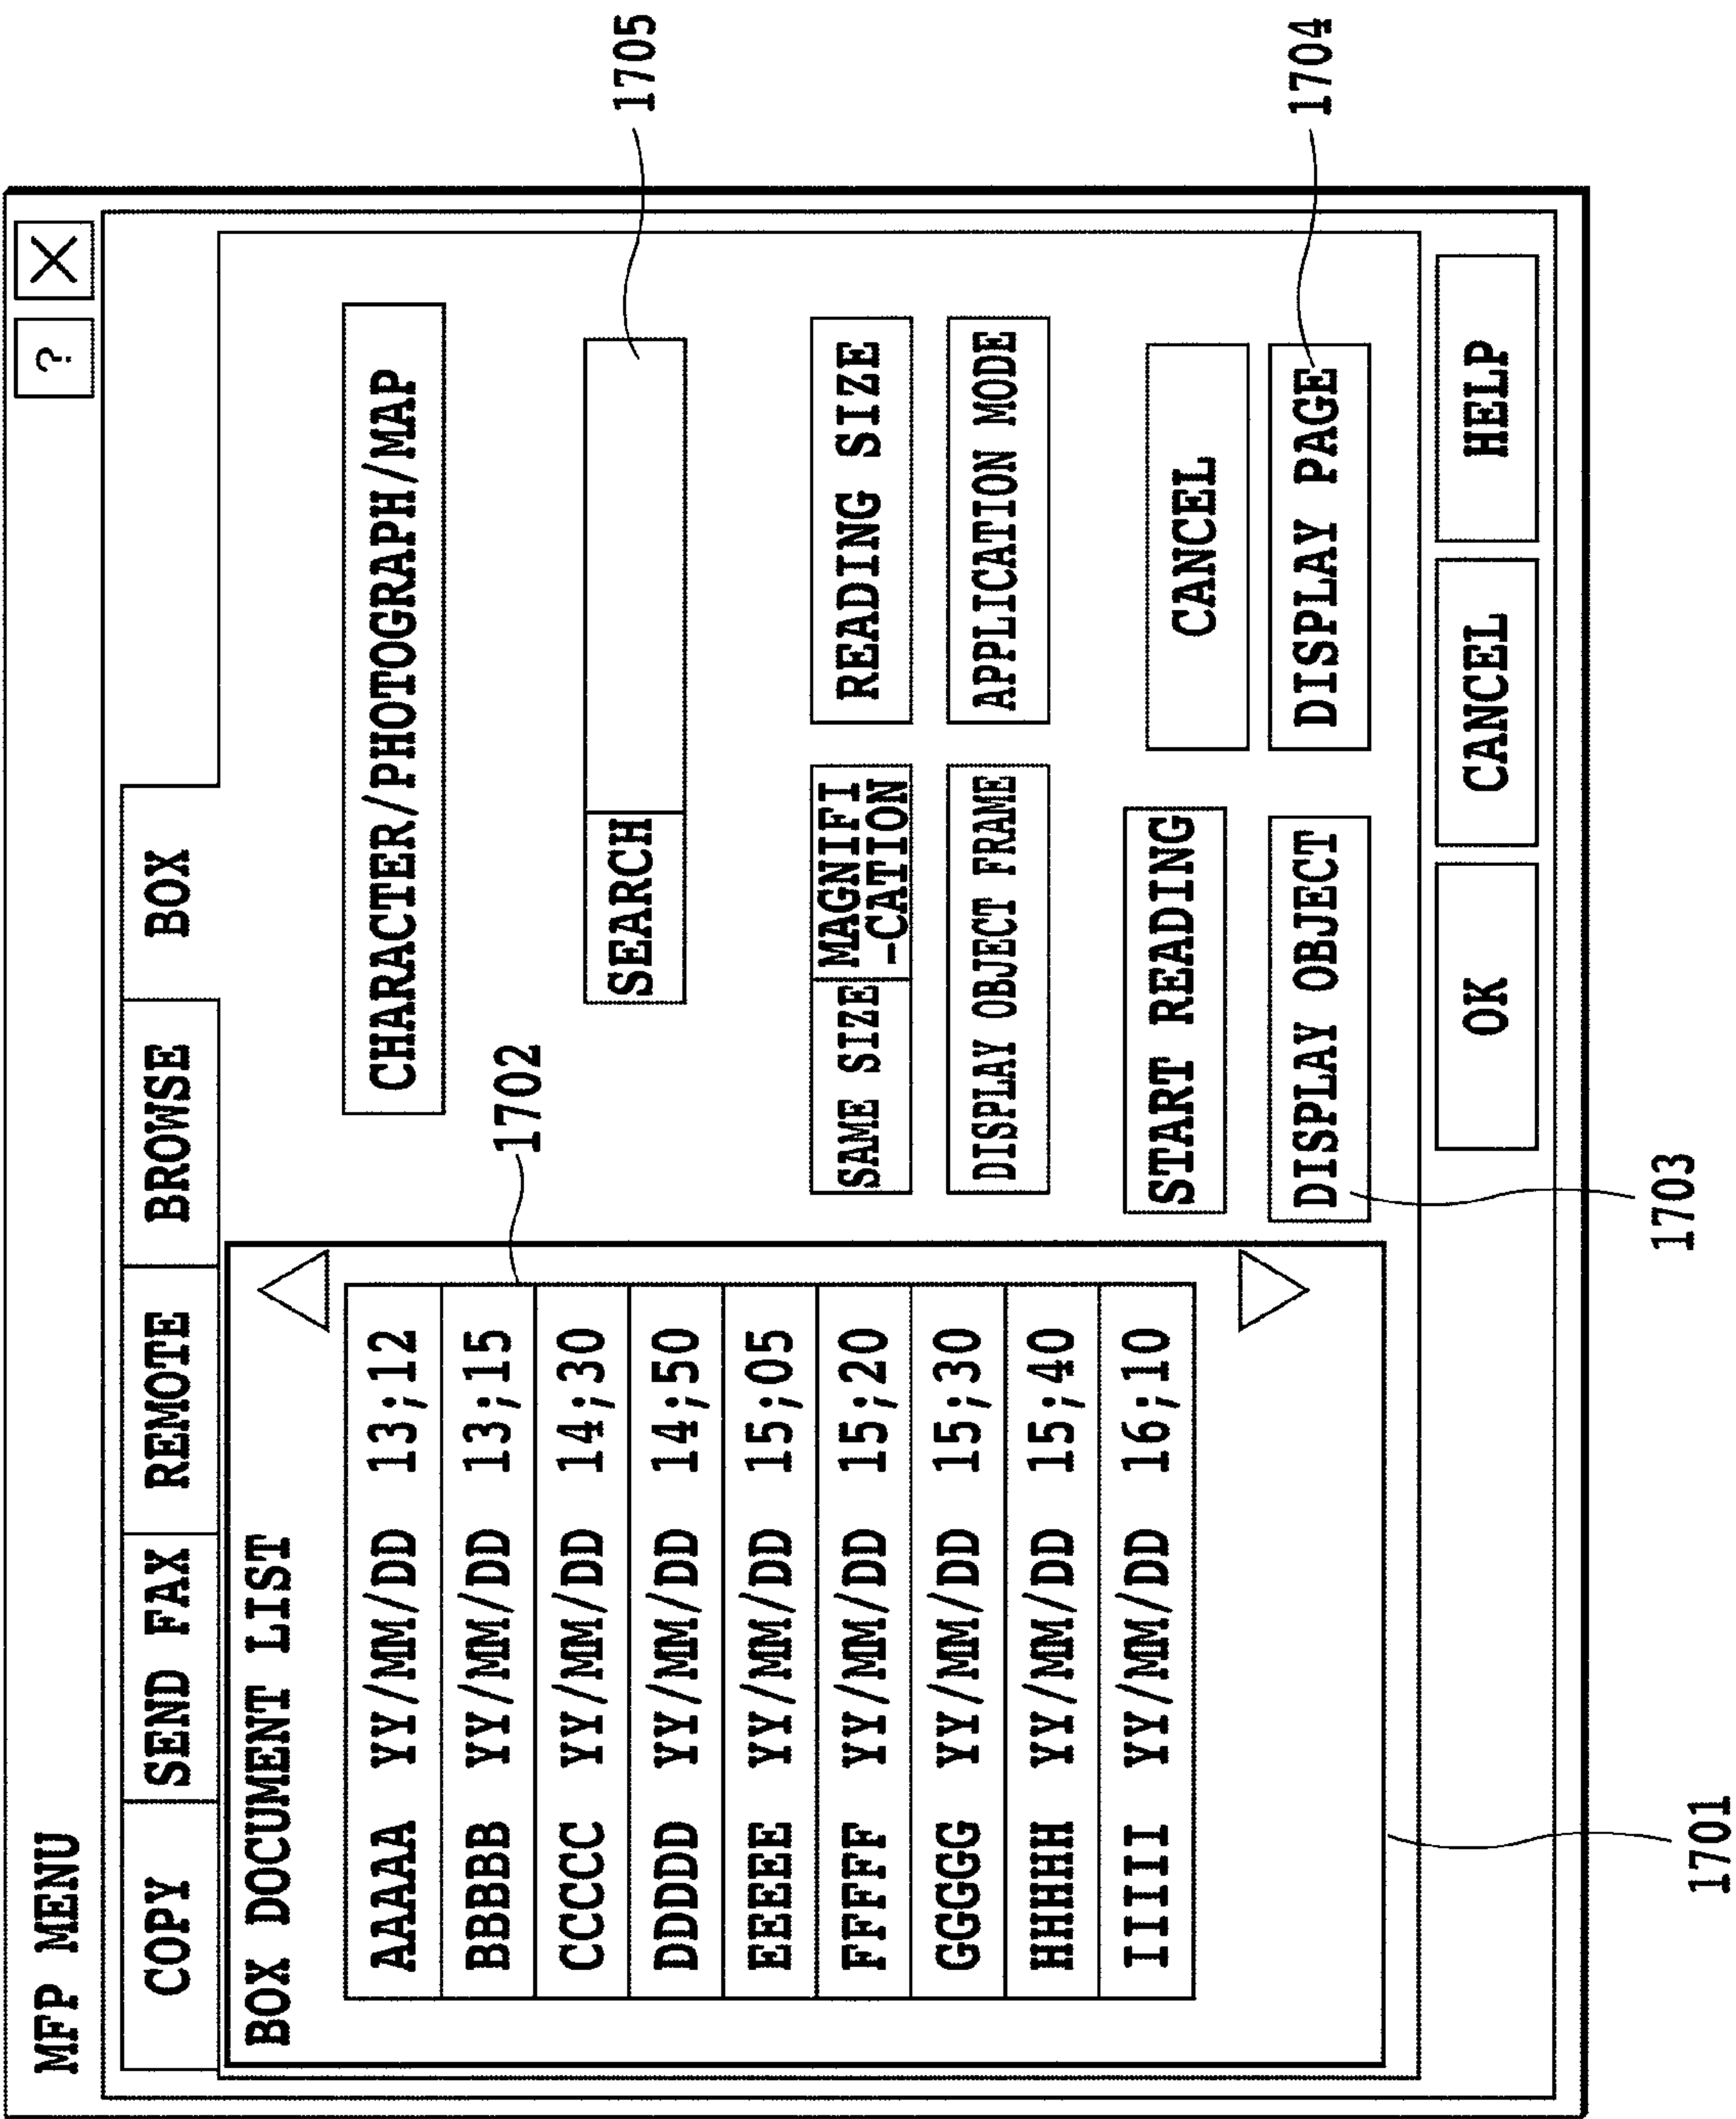 MFP MENU
? X
COPY SEND FAX REMOTE BROWSE BOX
BOX DOCUMENT LIST
AAAAA YY/MM/DD 13;12
BBBBB YY/MM/DD 13;15
CCCCC YY/MM/DD 14;30
DDDDD YY/MM/DD 14;50
EEEEE YY/MM/DD 15;05
FFFFF YY/MM/DD 15;20
GGGGG YY/MM/DD 15;30
HHHHH YY/MM/DD 15;40
IIIII YY/MM/DD 16;10
1702
CHARACTER/PHOTOGRAPH/MAP
SEARCH
1705
SAME SIZE
MAGNIFI
-CATION
READING SIZE
DISPLAY OBJECT FRAME
APPLICATION MODE
START READING
CANCEL
DISPLAY OBJECT
DISPLAY PAGE
1704
OK CANCEL HELP
1703
1701